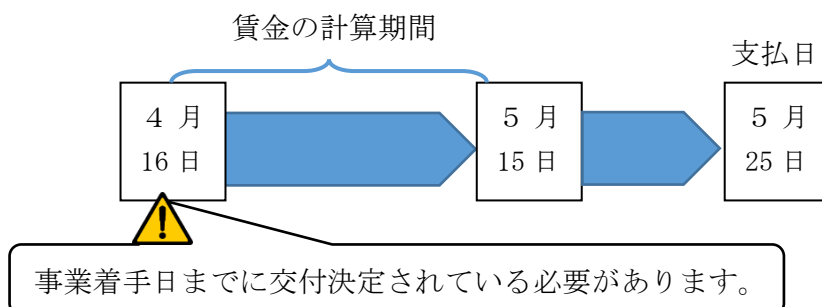 賃金の計算期間
支払日
４ 月
16 日
５ 月
15 日
５ 月
25 日
事業着手日までに交付決定されている必要があります。